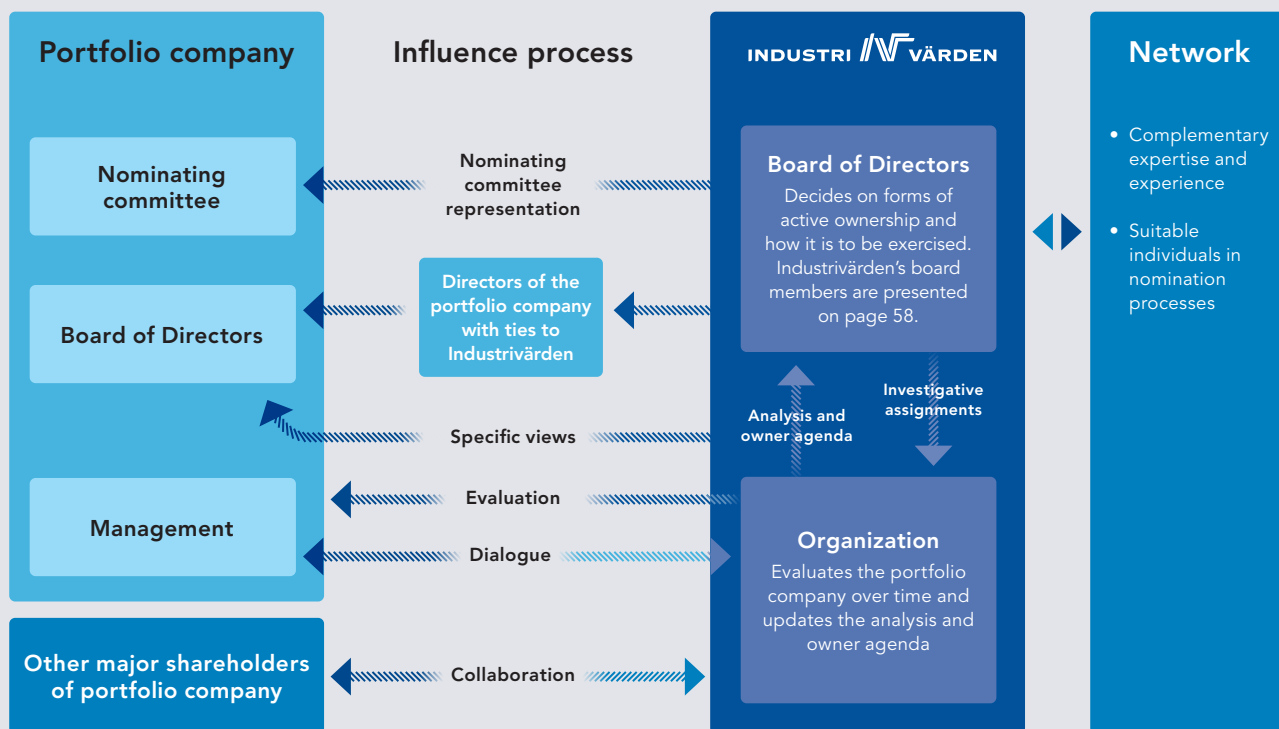 Portfolio company
Nominating
committee
Board of Directors
Management
Other major shareholders
of portfolio company
Influence process
Nominating
committee
representation
Directors of the
portfolio company
with ties to
Industrivärden
Specific views
Evaluation
Dialogue
Collaboration
INDUSTRI VÄRDEN
Board of Directors
Decides on forms of
active ownership and
how it is to be exercised.
Industrivärden’s board
members are presented
on page 58.
Analysis and
owner agenda
Investigative
assignments
Organization
Evaluates the portfolio
company over time and
updates the analysis and
owner agenda
Network
• Complementary
expertise and
experience
• Suitable
individuals in
nomination
processes